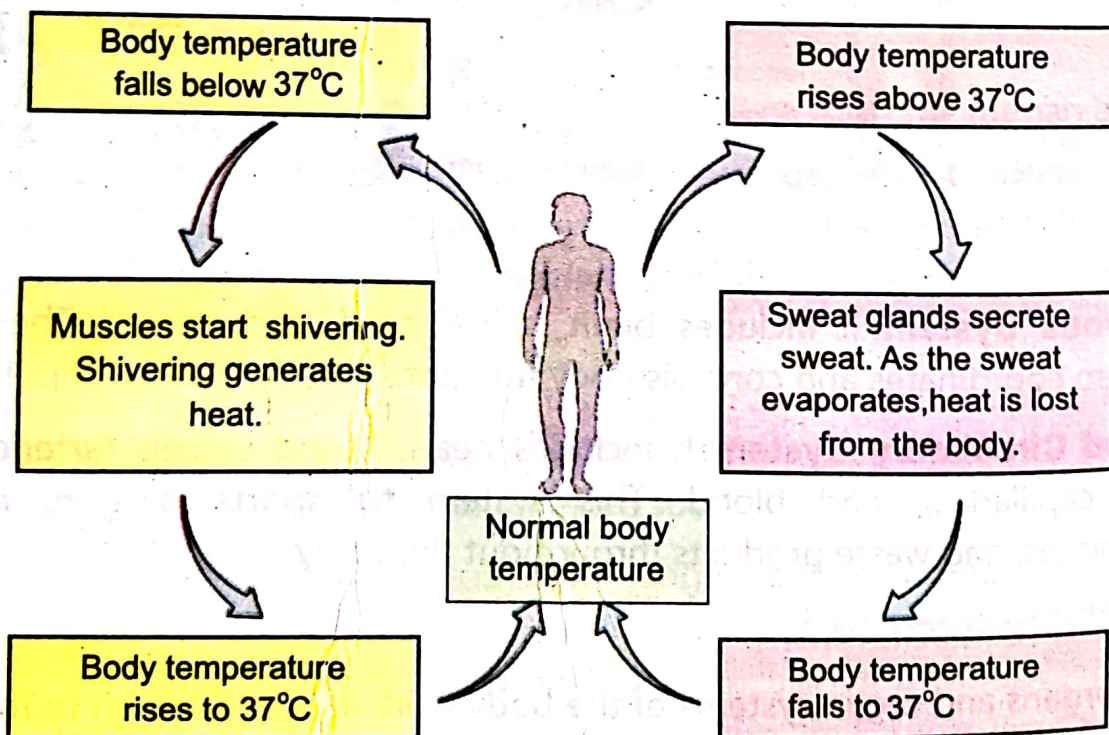 Body temperature
falls below 37°C
Body temperature
rises above 37°C
Muscles start shivering.
Shivering generates
heat.
Sweat glands secrete
sweat. As the sweat
evaporates,heat is lost
from the body.
Normal body
temperature
Body temperature
rises to 37°C
Body temperature
falls to 37°C